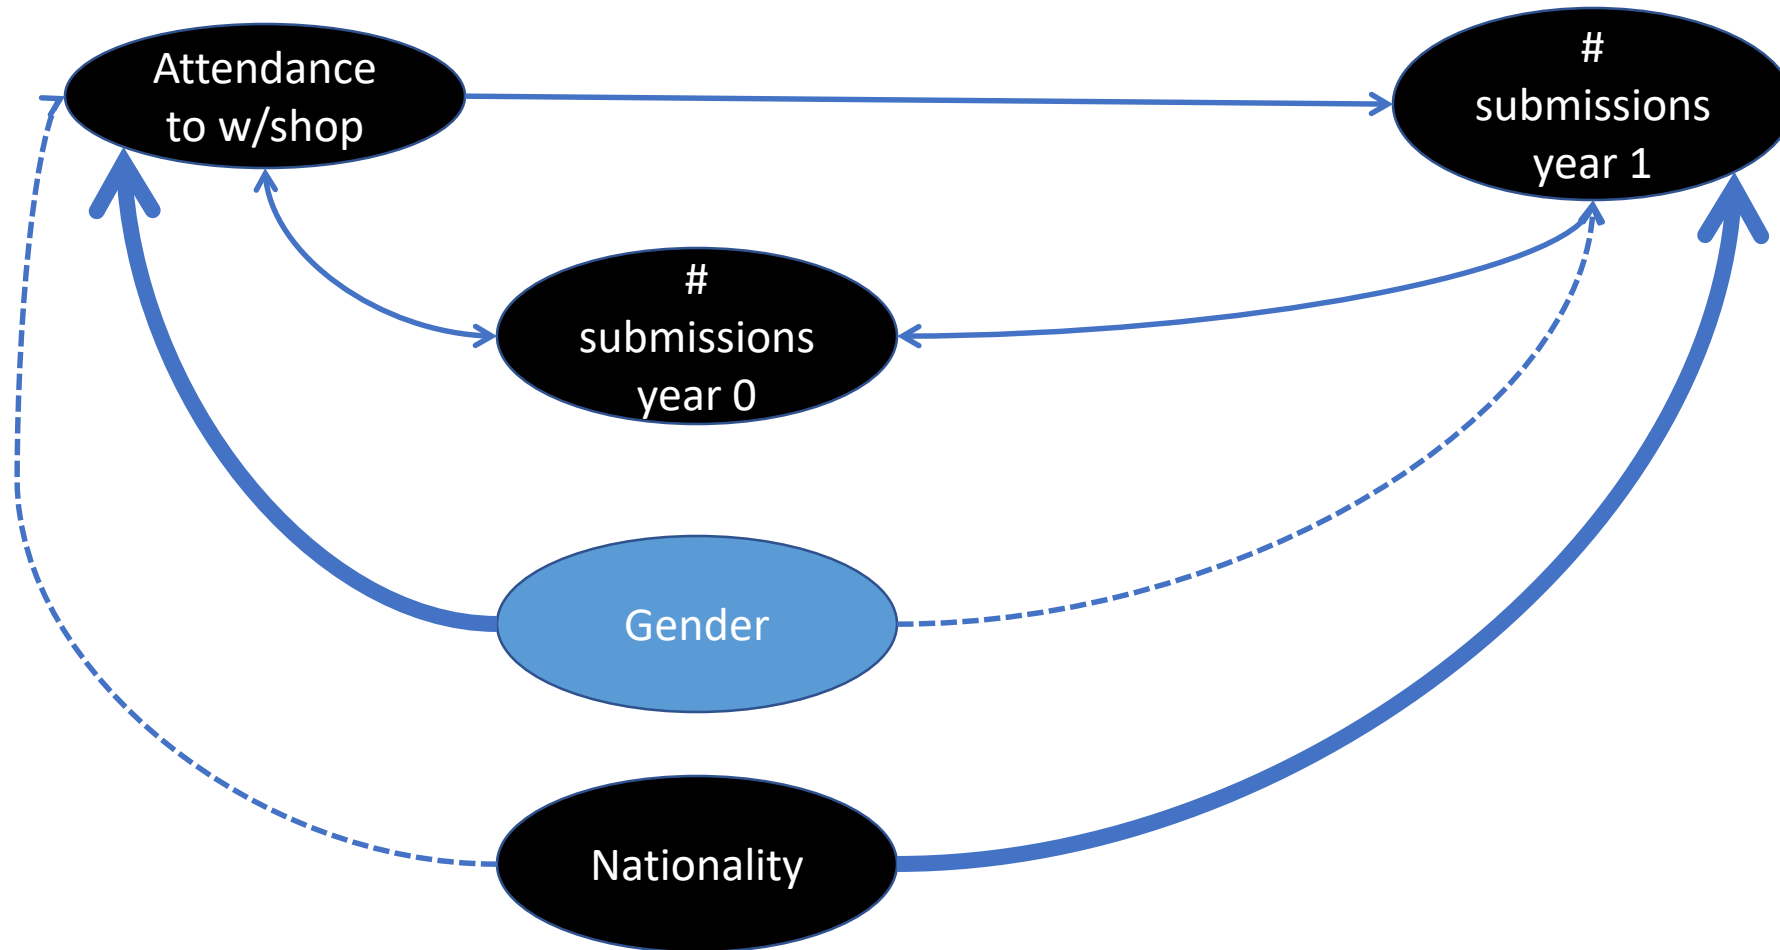 Attendance
to w/shop
#
submissions
year 1
#
submissions
year 0
Gender
Nationality